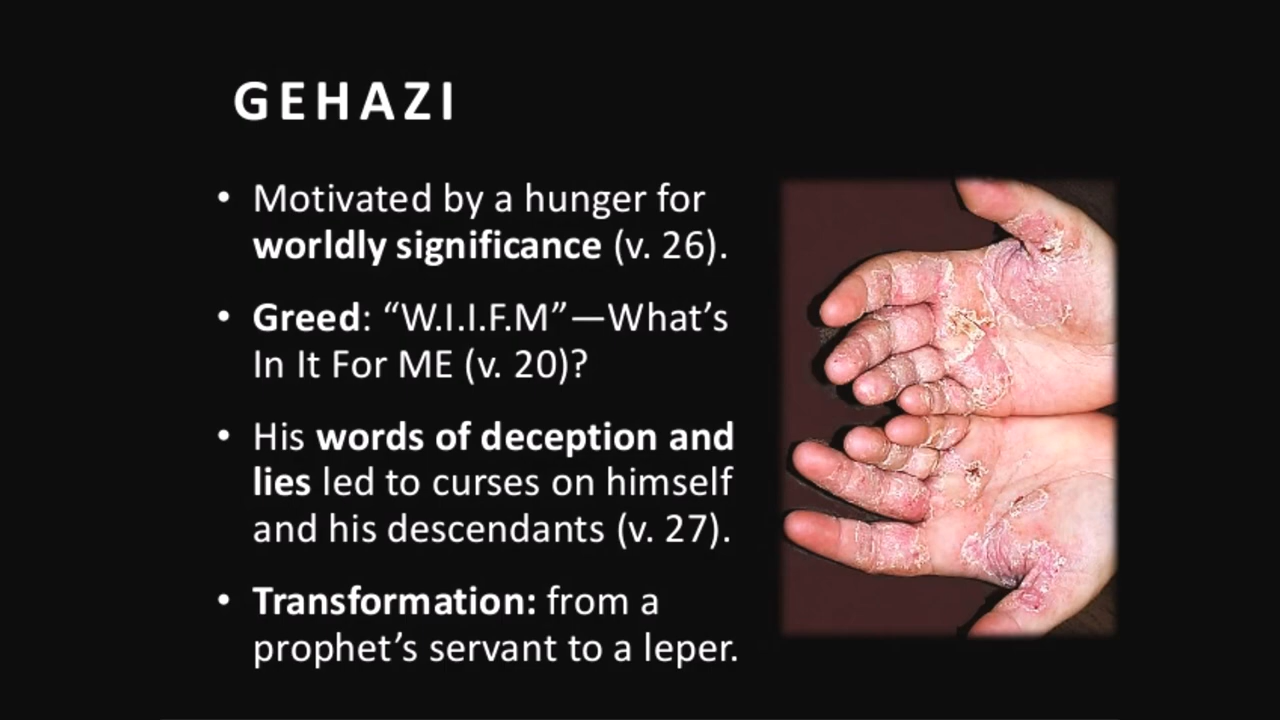 GEHAZI
• Motivated by a hunger for
worldly significance (v. 26).
• Greed: “W.I.I.F.M”—What’s
In It For ME (v. 20)?
• His words of deception and
lies led to curses on himself
and his descendants (v. 27).
• Transformation: from a
prophet’s servant to a leper.